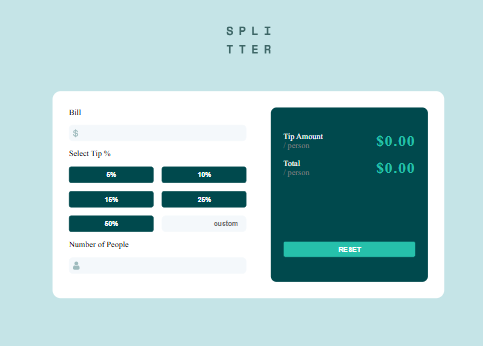 SPLI
TTER
Bill
$
Select Tip %
5% 10%
15% 25%
50% custom
Number of People
Tip Amount
/ person
$0.00
Total
/ person
$0.00
RESET